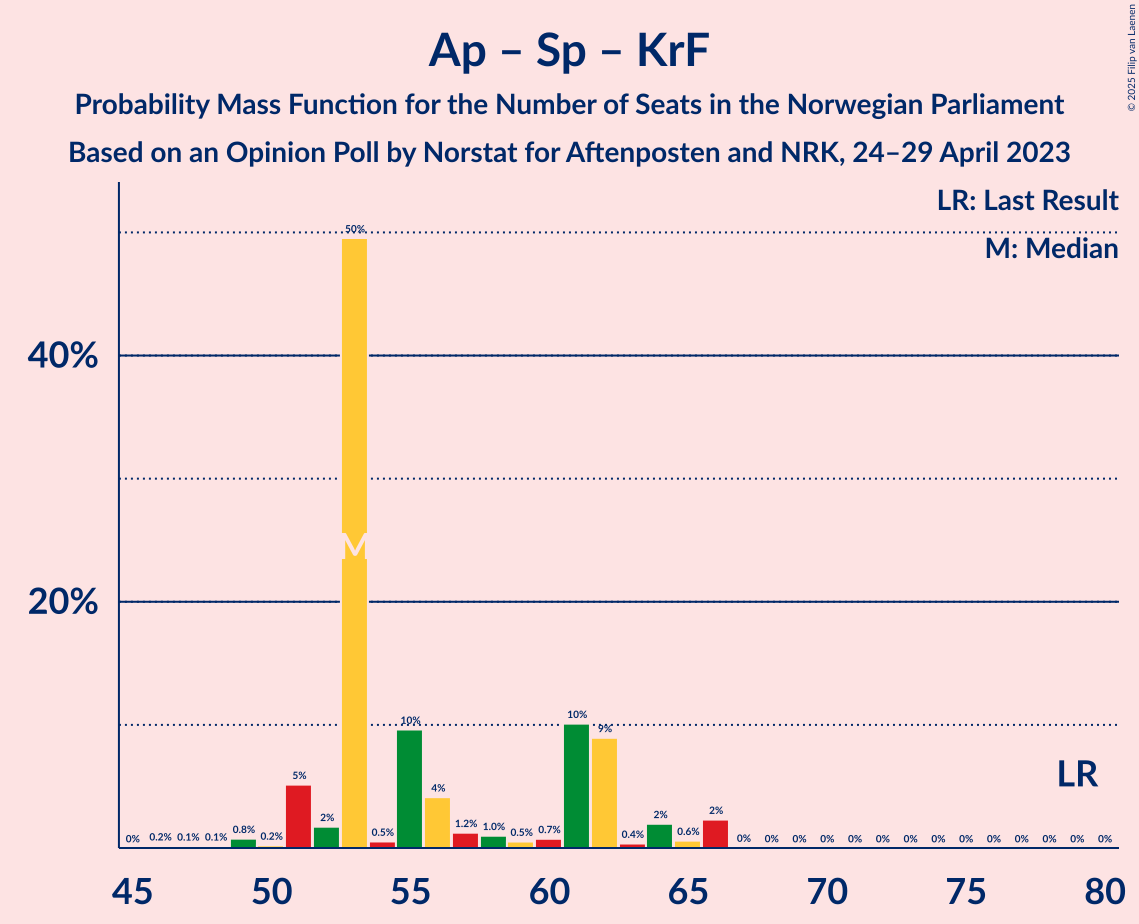 Ap – Sp – KrF
Probability Mass Function for the Number of Seats in the Norwegian Parliament
Based on an Opinion Poll by Norstat for Aftenposten and NRK, 24–29 April 2023
© 2025 Filip van Laenen
LR: Last Result
M: Median
40%
20%
0% 0.2% 0.1% 0.1% 0.8% 0.2% 5% 2% 50% 0.5% 10% 4% 1.2% 1.0% 0.5% 0.7% 10% 9% 0.4% 2% 0.6% 2% 0% 0% 0% 0% 0% 0% 0% 0% 0% 0% 0% 0% 0% 0%
M
LR
45 50 55 60 65 70 75 80